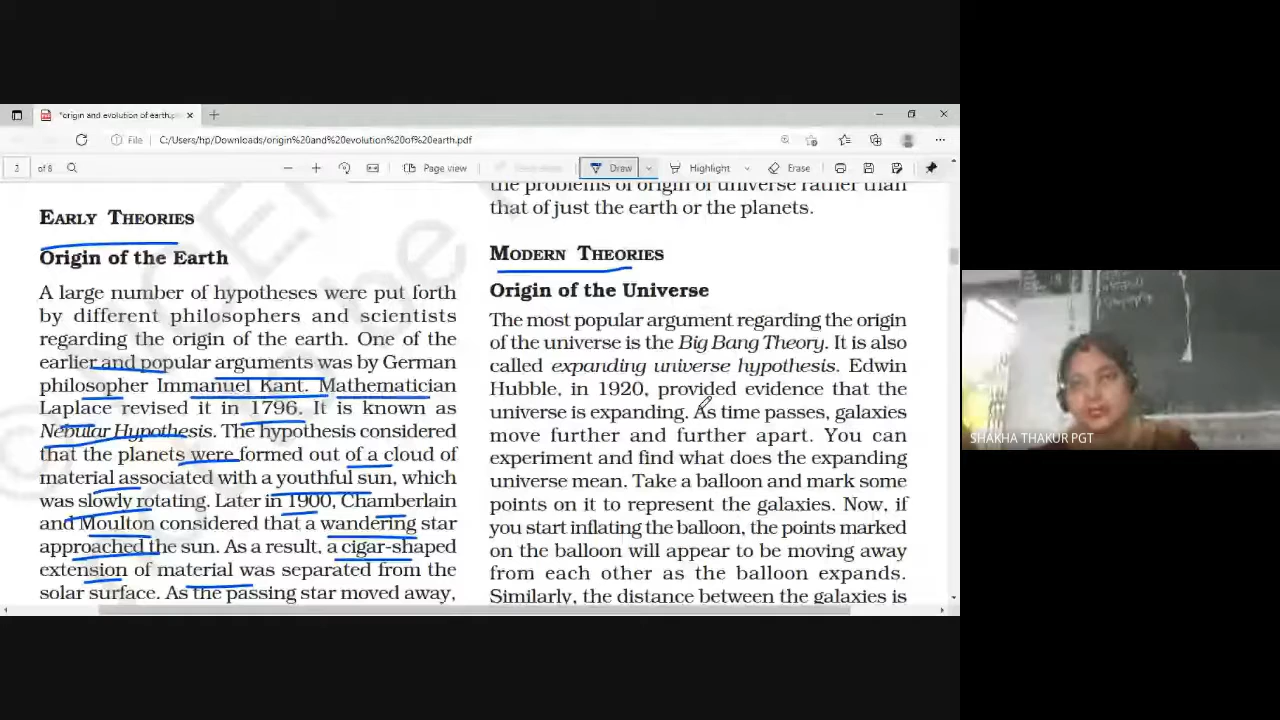 *origin and evolution of earth.p
File
C:/Users/hp/Downloads/origin%20and%20evolution%20of%20earth.pdf
of 6
Page view
Draw
Highlight
Erase
EARLY THEORIES
Origin of the Earth
A large number of hypotheses were put forth
by different philosophers and scientists
regarding the origin of the earth. One of the
earlier and popular arguments was by German
philosopher Immanuel Kant. Mathematician
Laplace revised it in 1796. It is known as
Nebular Hypothesis. The hypothesis considered
that the planets were formed out of a cloud of
material associated with a youthful sun, which
was slowly rotating. Later in 1900, Chamberlain
and Moulton considered that a wandering star
approached the sun. As a result, a cigar-shaped
extension of material was separated from the
solar surface. As the passing star moved away,
the problems of origin of universe rather than
that of just the earth or the planets.
MODERN THEORIES
Origin of the Universe
The most popular argument regarding the origin
of the universe is the Big Bang Theory. It is also
called expanding universe hypothesis. Edwin
Hubble, in 1920, provided evidence that the
universe is expanding. As time passes, galaxies
move further and further apart. You can
experiment and find what does the expanding
universe mean. Take a balloon and mark some
points on it to represent the galaxies. Now, if
you start inflating the balloon, the points marked
on the balloon will appear to be moving away
from each other as the balloon expands.
Similarly, the distance between the galaxies is
SHAKHA THAKUR PGT